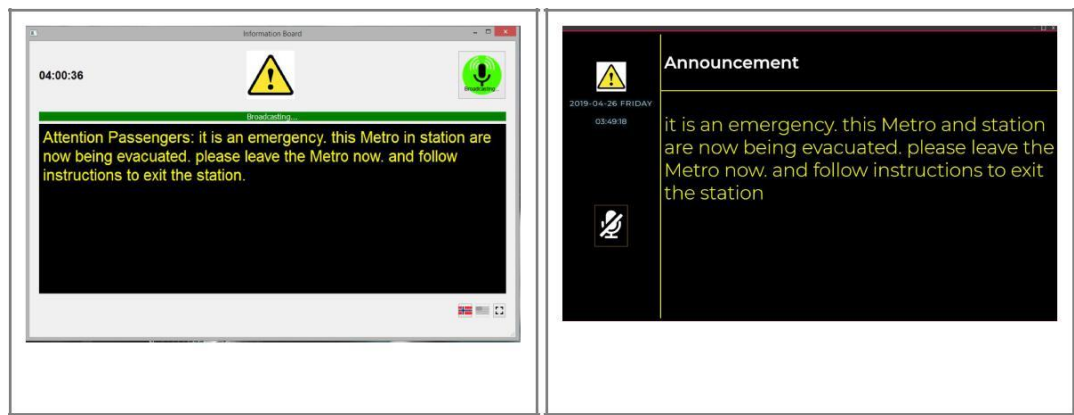 Information Board
04:00:36
Broadcasting...
Broadcasting...
Attention Passengers: it is an emergency. this Metro in station are
now being evacuated. please leave the Metro now. and follow
instructions to exit the station.
Announcement
2019-04-26 FRIDAY
03:49:18
it is an emergency. this Metro and station
are now being evacuated. please leave the
Metro now. and follow instructions to exit
the station